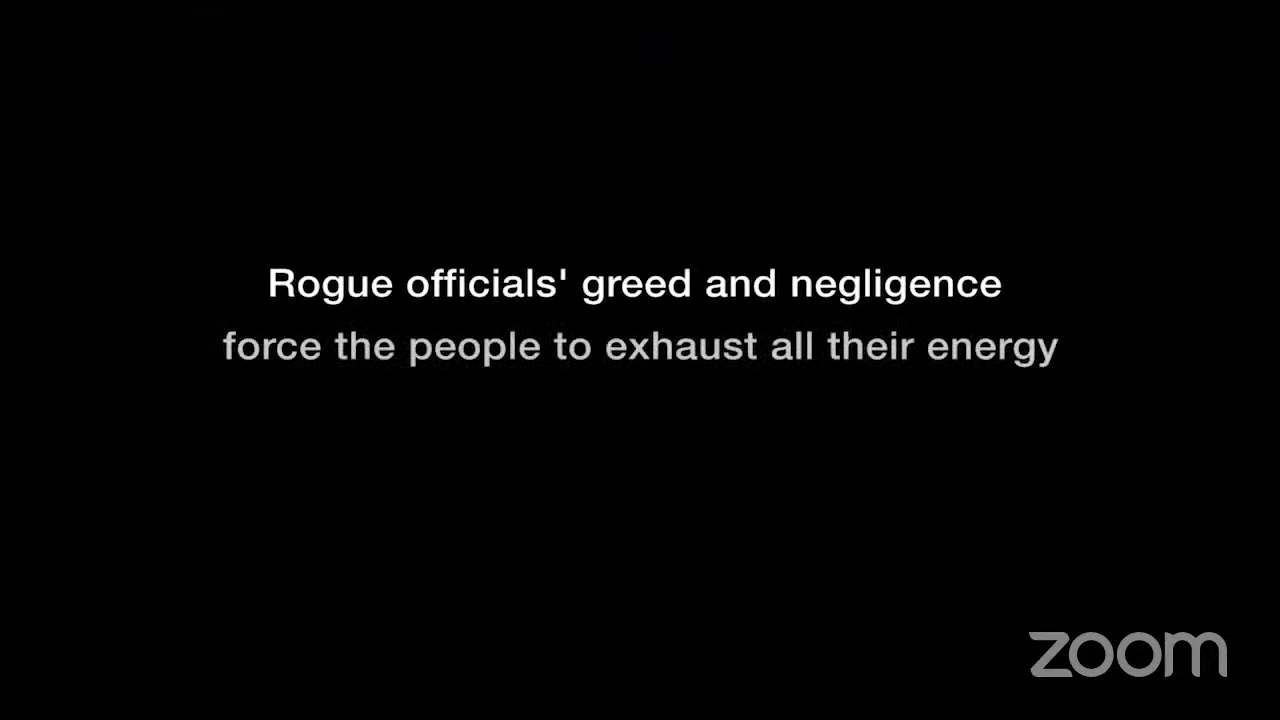 Rogue officials' greed and negligence
force the people to exhaust all their energy
zoom